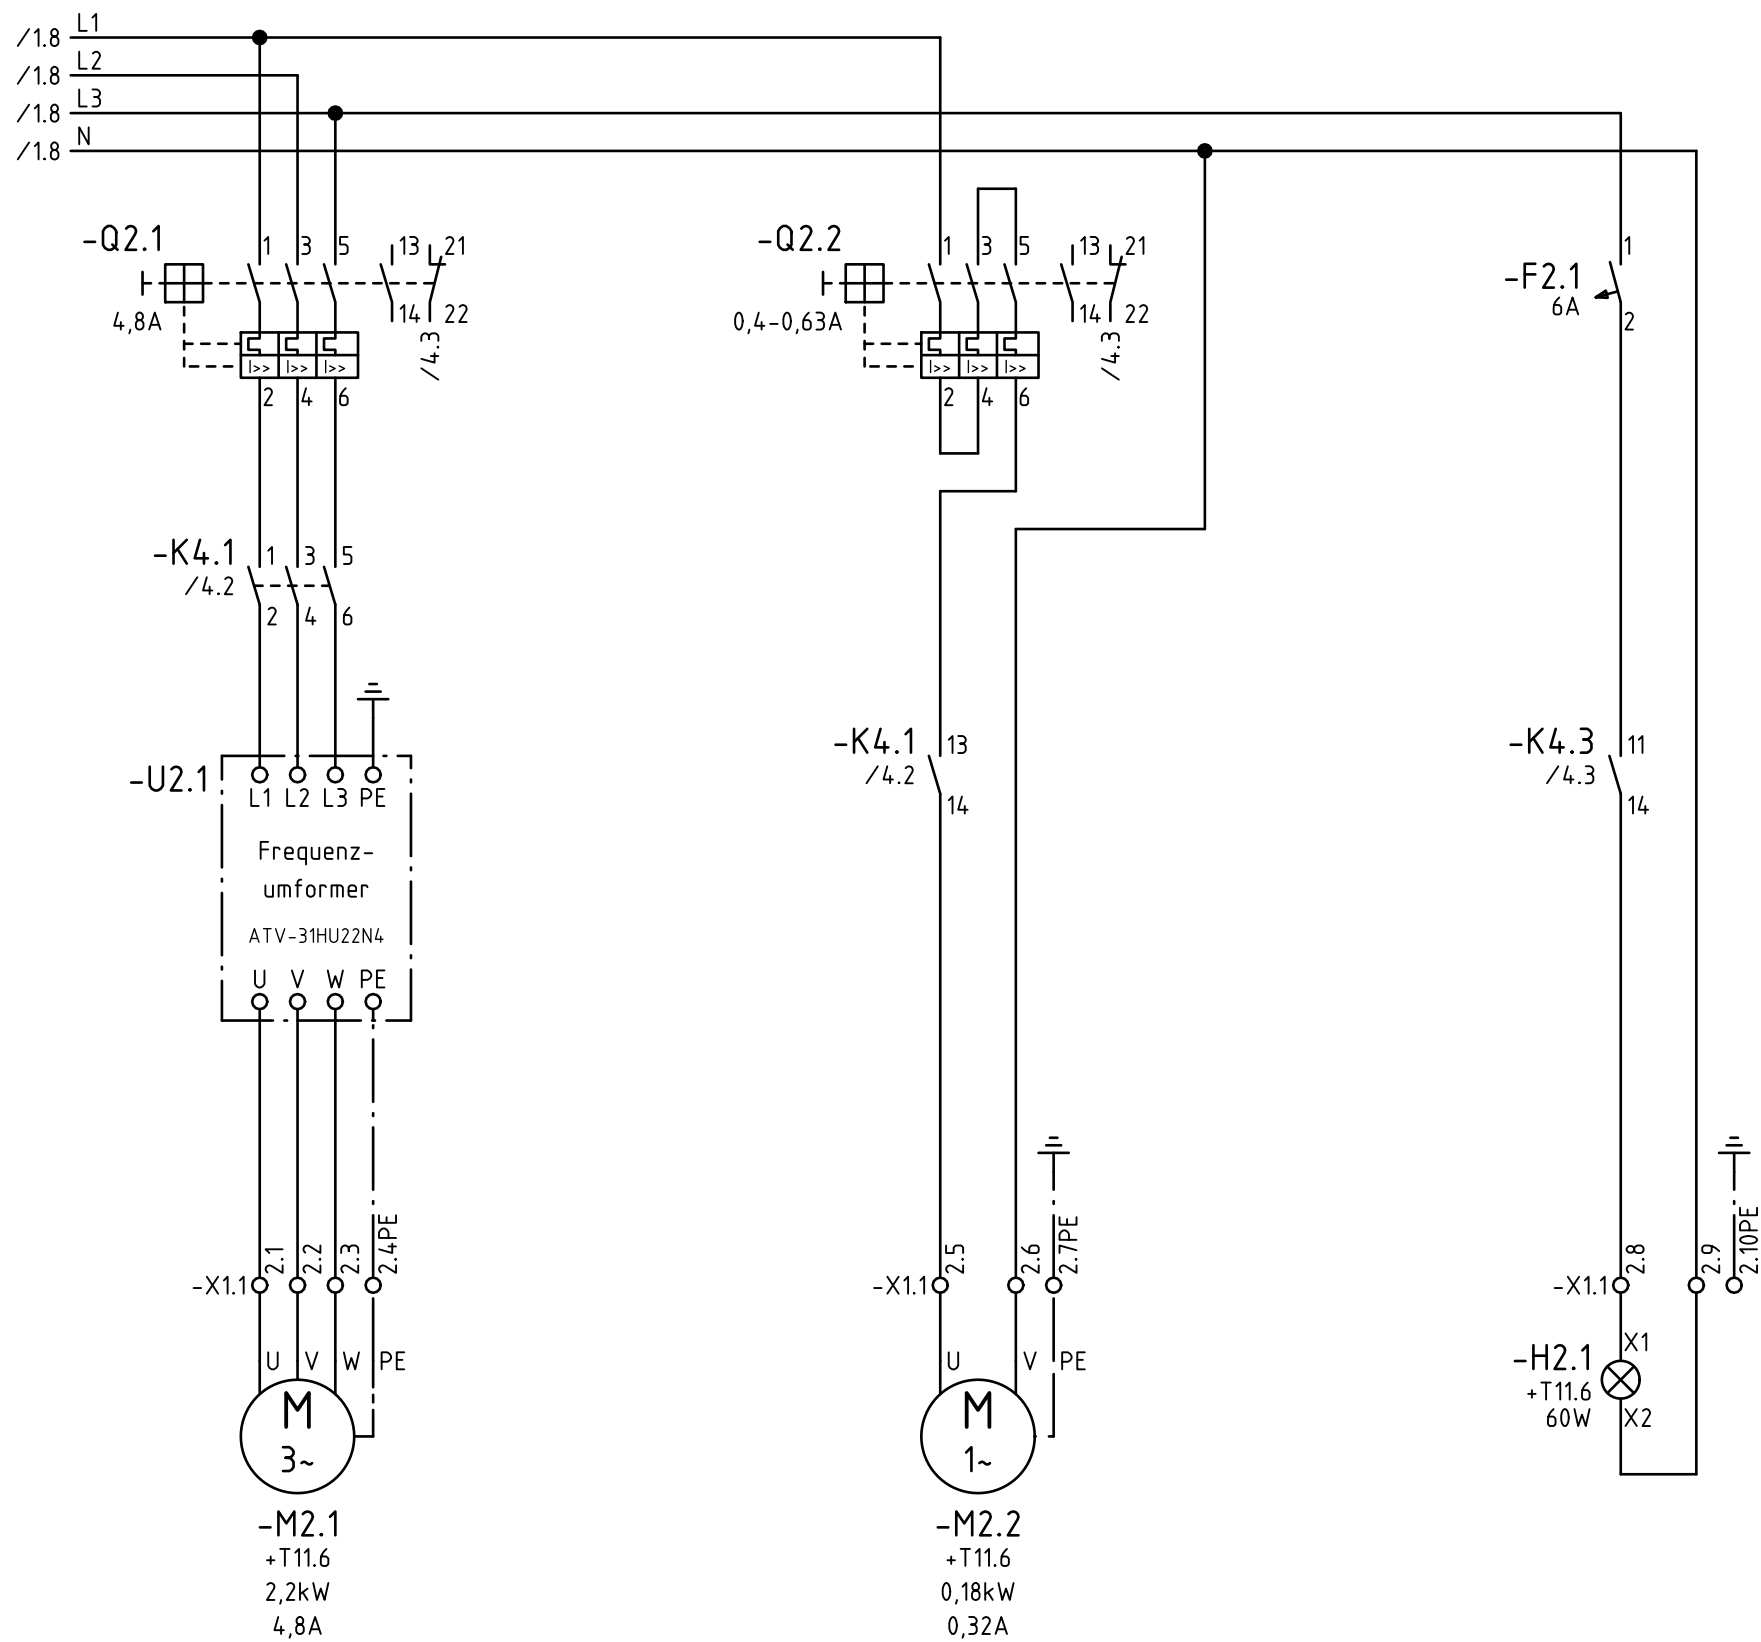 /1.8 L1
/1.8 L2
/1.8 L3
/1.8 N
-Q2.1 1 3 5 13 21
4,8A 14 22
/4.3
I>> I>> I>>
2 4 6
-Q2.2 1 3 5 13 21
0,4-0,63A 14 22
/4.3
I>> I>> I>>
2 4 6
-F2.1 1
6A 2
-K4.1 1 3 5
/4.2
2 4 6
-K4.1 13
/4.2
14
-K4.3 11
/4.3
14
-U2.1
L1 L2 L3 PE
Frequenz-
umformer
ATV-31HU22N4
U V W PE
-X1.1 2.1 2.2 2.3 2.4PE
-X1.1 2.5 2.6 2.7PE
-X1.1 2.8 2.9 2.10PE
U V W PE
M
3~
-M2.1
+T11.6
2,2kW
4,8A
U V PE
M
1~
-M2.2
+T11.6
0,18kW
0,32A
X1
-H2.1
+T11.6
60W X2